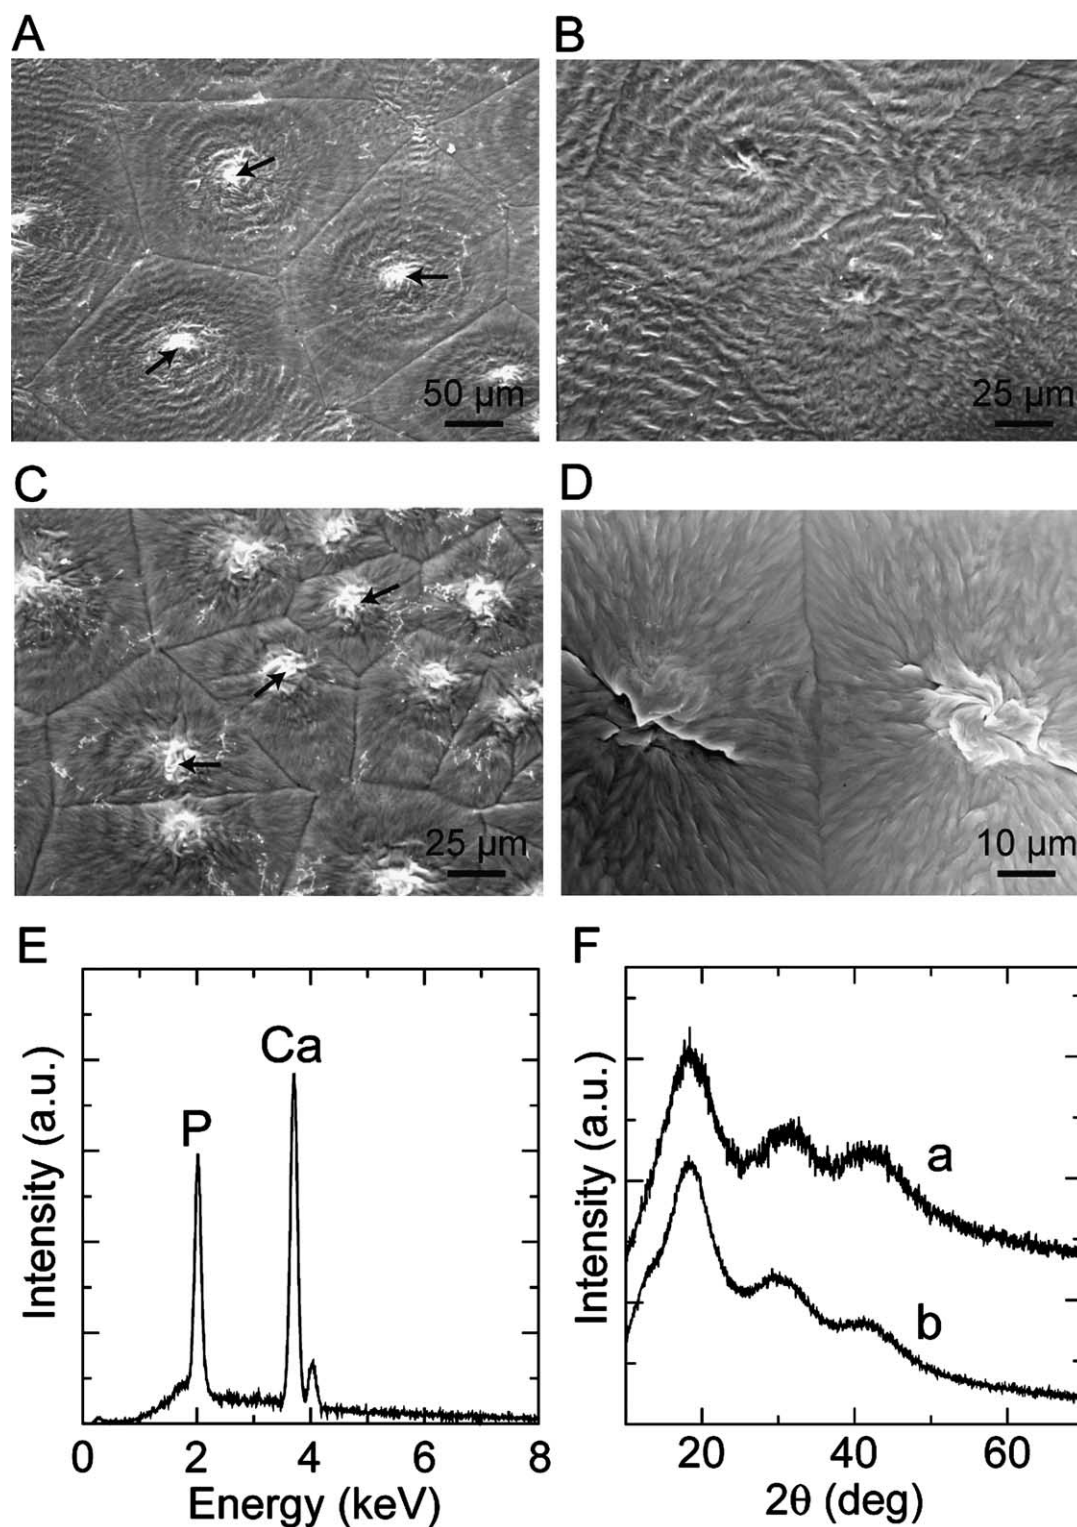 A
B
50 µm
25 µm
C
D
25 µm
10 µm
E
F
Intensity (a.u.)
P
Ca
0
2
4
6
8
Energy (keV)
Intensity (a.u.)
a
b
20
40
60
2θ (deg)